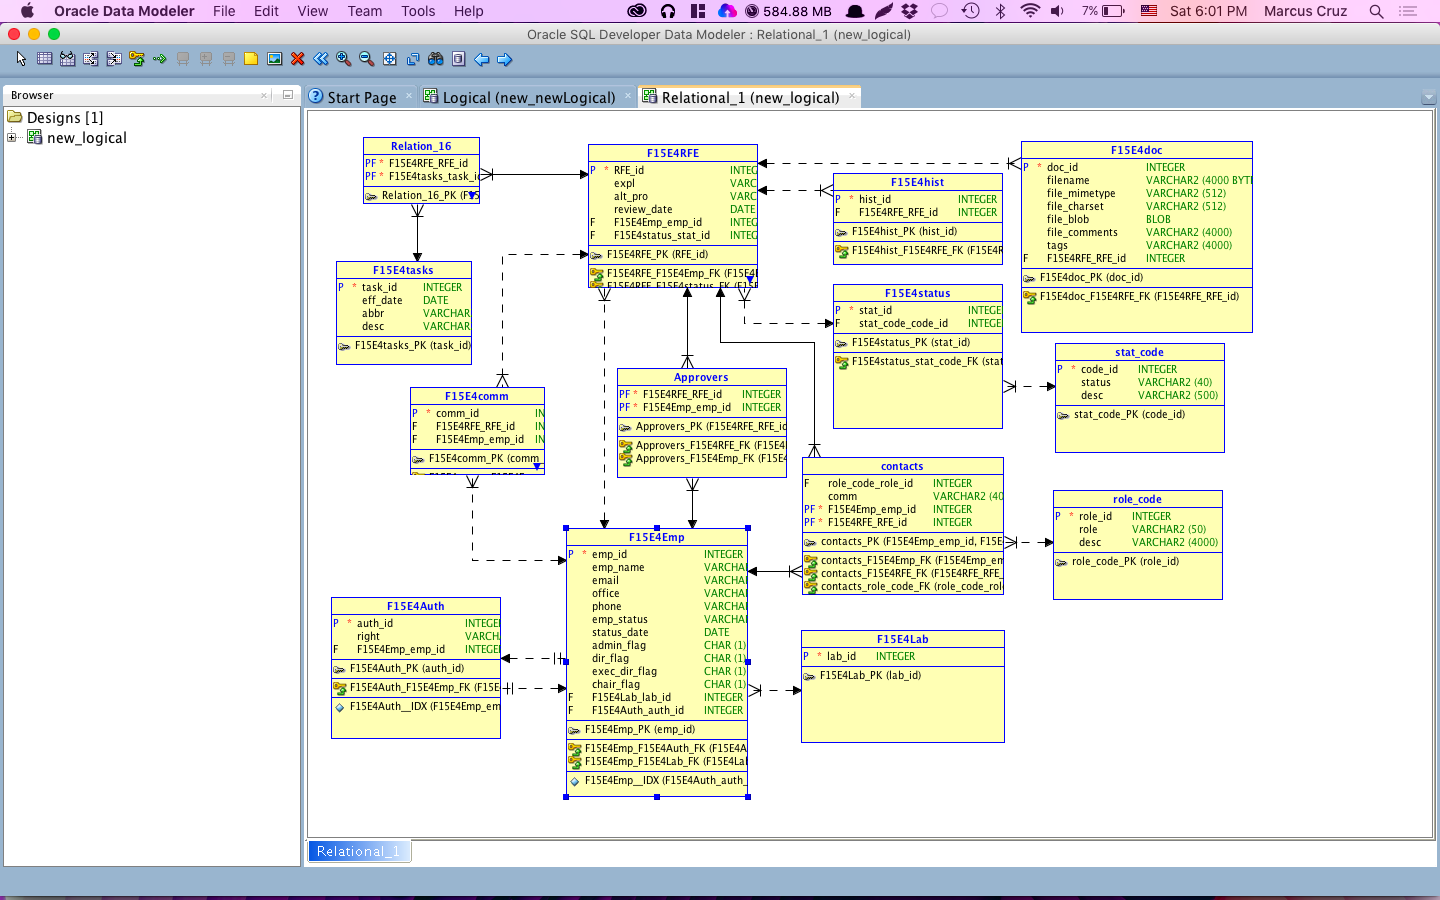 Oracle Data Modeler File Edit View Team Tools Help 584.88 MB 7% Sat 6:01 PM Marcus Cruz
Oracle SQL Developer Data Modeler : Relational_1 (new_logical)
Browser
Designs [1]
new_logical
Start Page
Logical (new_newLogical)
Relational_1 (new_logical)
Relation_16
PF * F15E4RFE_RFE_id
PF * F15E4tasks_task_id
Relation_16_PK (F15
F15E4RFE
P * RFE_id INTEG
expl VARC
alt_pro VARC
review_date DATE
F F15E4Emp_emp_id INTEG
F F15E4status_stat_id INTEG
F15E4RFE_PK (RFE_id)
F15E4RFE_F15E4Emp_FK (F15E4
F15E4RFE_F15E4status_FK (F15E
F15E4hist
P * hist_id INTEGER
F F15E4RFE_RFE_id INTEGER
F15E4hist_PK (hist_id)
F15E4hist_F15E4RFE_FK (F15E4R
F15E4doc
P * doc_id INTEGER
filename VARCHAR2 (4000 BYT
file_mimetype VARCHAR2 (512)
file_charset VARCHAR2 (512)
file_blob BLOB
file_comments VARCHAR2 (4000)
tags VARCHAR2 (4000)
F F15E4RFE_RFE_id INTEGER
F15E4doc_PK (doc_id)
F15E4doc_F15E4RFE_FK (F15E4RFE_RFE_id)
F15E4tasks
P * task_id INTEGER
eff_date DATE
abbr VARCHAR
desc VARCHAR
F15E4tasks_PK (task_id)
F15E4status
P * stat_id INTEGE
F stat_code_code_id INTEGE
F15E4status_PK (stat_id)
F15E4status_stat_code_FK (stat
stat_code
P * code_id INTEGER
status VARCHAR2 (40)
desc VARCHAR2 (500)
stat_code_PK (code_id)
F15E4comm
P * comm_id IN
F F15E4RFE_RFE_id IN
F F15E4Emp_emp_id IN
F15E4comm_PK (comm
Approvers
PF * F15E4RFE_RFE_id INTEGER
PF * F15E4Emp_emp_id INTEGER
Approvers_PK (F15E4RFE_RFE_id
Approvers_F15E4RFE_FK (F15E4
Approvers_F15E4Emp_FK (F15E4
contacts
F role_code_role_id INTEGER
comm VARCHAR2 (40
PF * F15E4Emp_emp_id INTEGER
PF * F15E4RFE_RFE_id INTEGER
contacts_PK (F15E4Emp_emp_id, F15E
contacts_F15E4Emp_FK (F15E4Emp_em
contacts_F15E4RFE_FK (F15E4RFE_RFE_
contacts_role_code_FK (role_code_rol
role_code
P * role_id INTEGER
role VARCHAR2 (50)
desc VARCHAR2 (4000)
role_code_PK (role_id)
F15E4Emp
P * emp_id INTEGER
emp_name VARCHA
email VARCHA
office VARCHA
phone VARCHA
emp_status VARCHA
status_date DATE
admin_flag CHAR (1)
dir_flag CHAR (1)
exec_dir_flag CHAR (1)
chair_flag CHAR (1)
F F15E4Lab_lab_id INTEGER
F F15E4Auth_auth_id INTEGER
F15E4Emp_PK (emp_id)
F15E4Emp_F15E4Auth_FK (F15E4A
F15E4Emp_F15E4Lab_FK (F15E4La
F15E4Emp__IDX (F15E4Auth_auth_
F15E4Auth
P * auth_id INTEGE
right VARCH
F F15E4Emp_emp_id INTEGE
F15E4Auth_PK (auth_id)
F15E4Auth_F15E4Emp_FK (F15E
F15E4Auth__IDX (F15E4Emp_em
F15E4Lab
P * lab_id INTEGER
F15E4Lab_PK (lab_id)
Relational_1